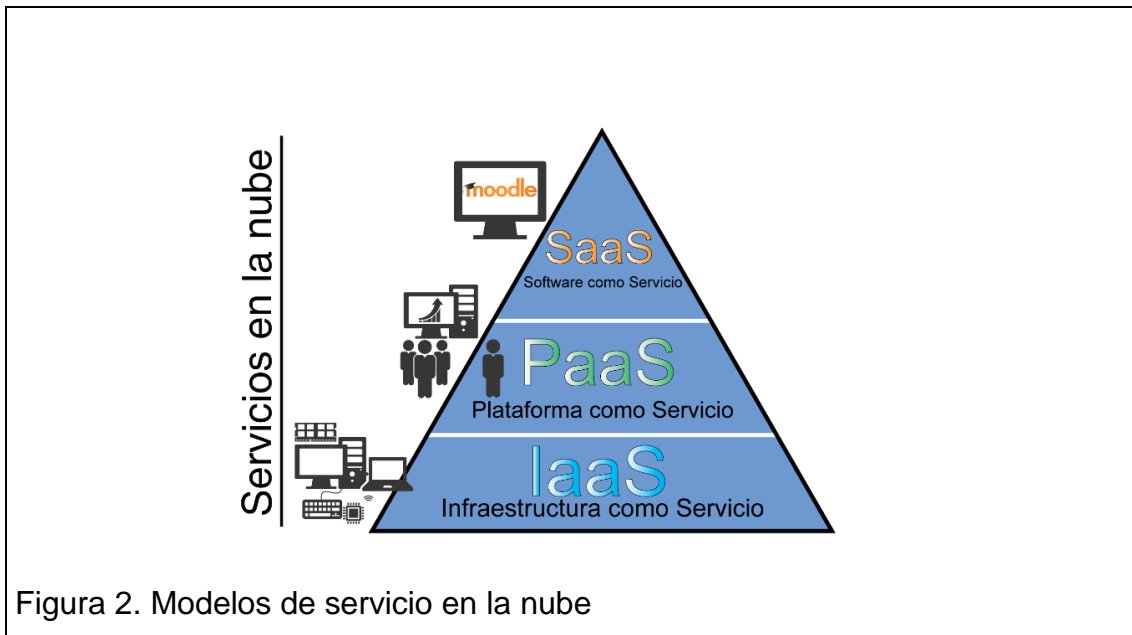 Servicios en la nube
moodle
SaaS
Software como Servicio
PaaS
Plataforma como Servicio
IaaS
Infraestructura como Servicio
Figura 2. Modelos de servicio en la nube